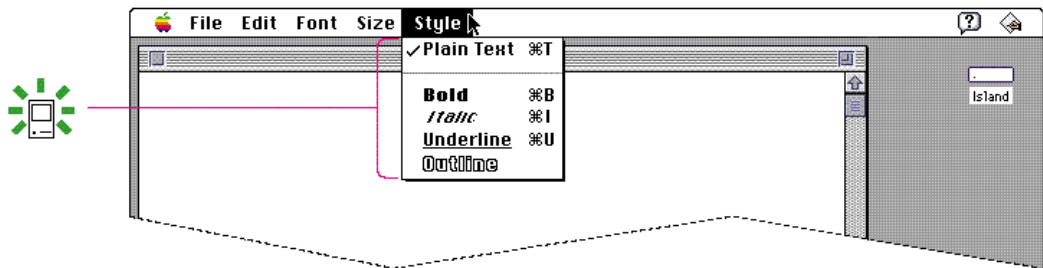 File Edit Font Size Style
✓Plain Text ⌘T
Bold ⌘B
Italic ⌘I
Underline ⌘U
Outline
Island